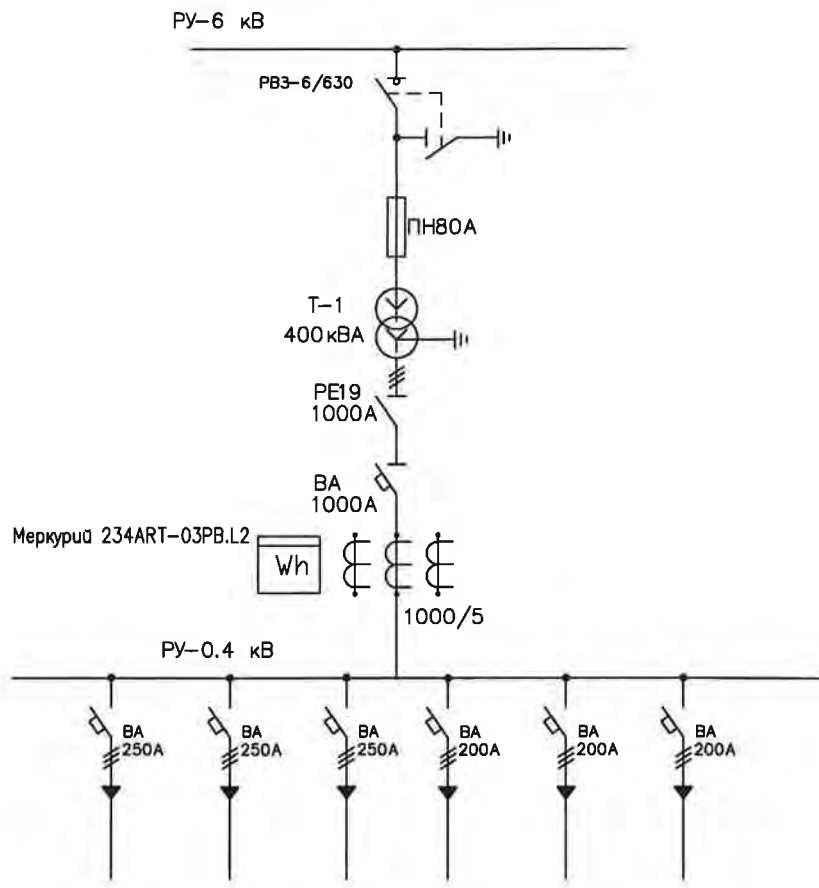 РУ-6 кВ
РВЗ-6/630
ПН80А
Т-1
400кВА
РЕ19
1000А
ВА
1000А
Меркурий 234ART-03PB.L2
Wh
1000/5
РУ-0.4 кВ
ВА
250А
ВА
250А
ВА
250А
ВА
200А
ВА
200А
ВА
200А